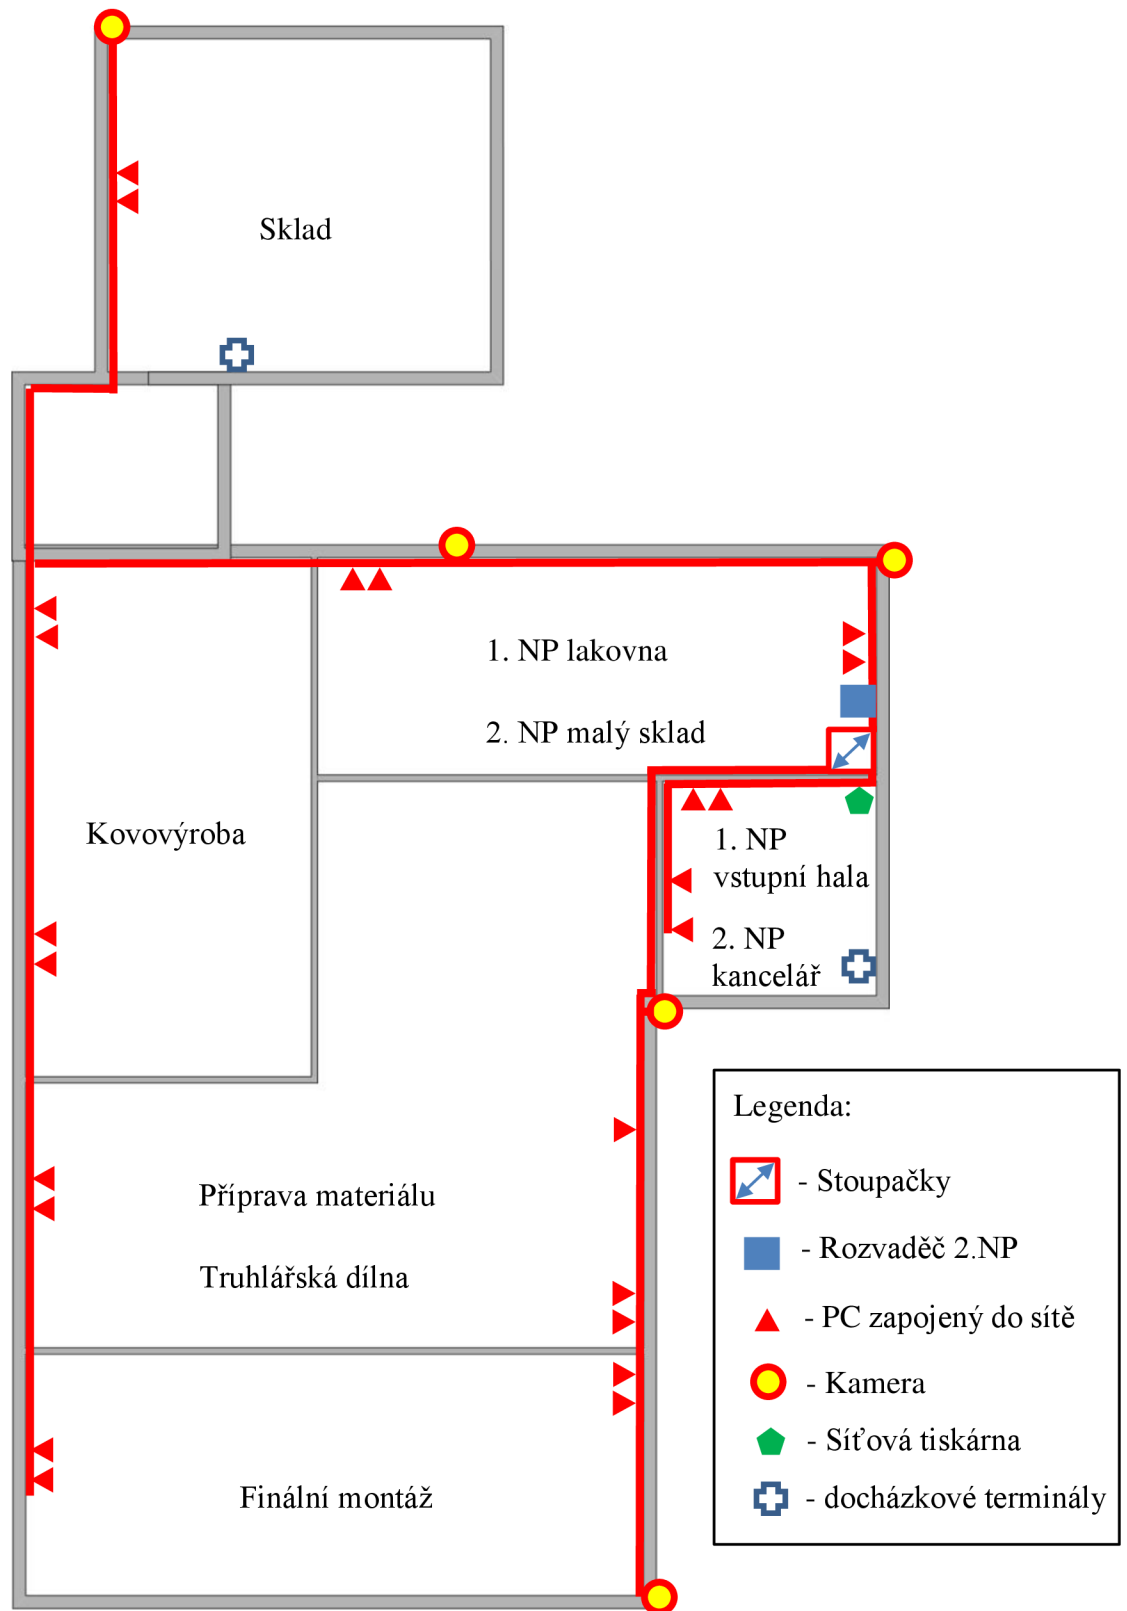 Sklad
1. NP lakovna
2. NP malý sklad
Kovovýroba
1. NP
vstupní hala
2. NP
kancelář
Příprava materiálu
Truhlářská dílna
Finální montáž
Legenda:
- Stoupačky
- Rozvaděč 2.NP
- PC zapojený do sítě
- Kamera
- Síťová tiskárna
- docházkové terminály